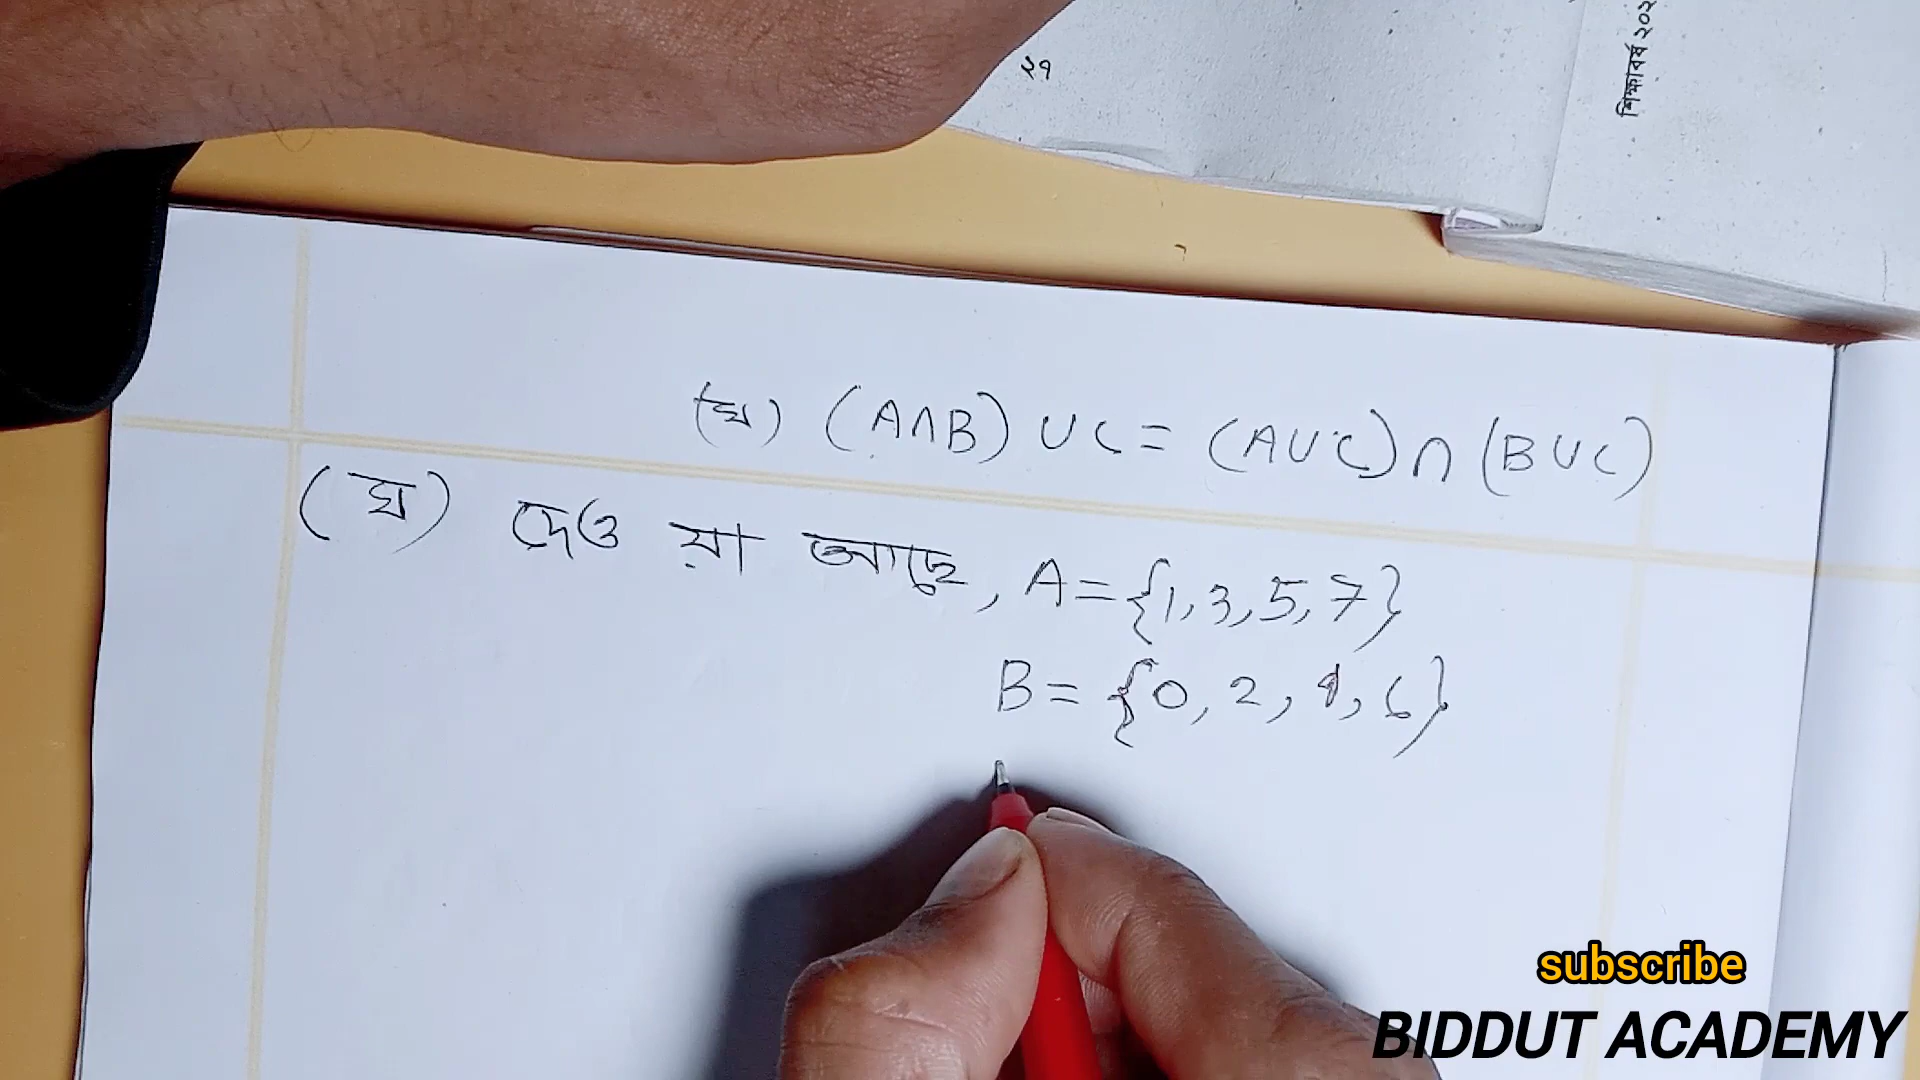 ২৭
শিক্ষাবর্ষ ২০২
(ঘ) (A∩B) ∪ C = (A∪C) ∩ (B∪C)
(ঘ) দেওয়া আছে, A = {1, 3, 5, 7}
B = {0, 2, 4, 6}
subscribe
BIDDUT ACADEMY